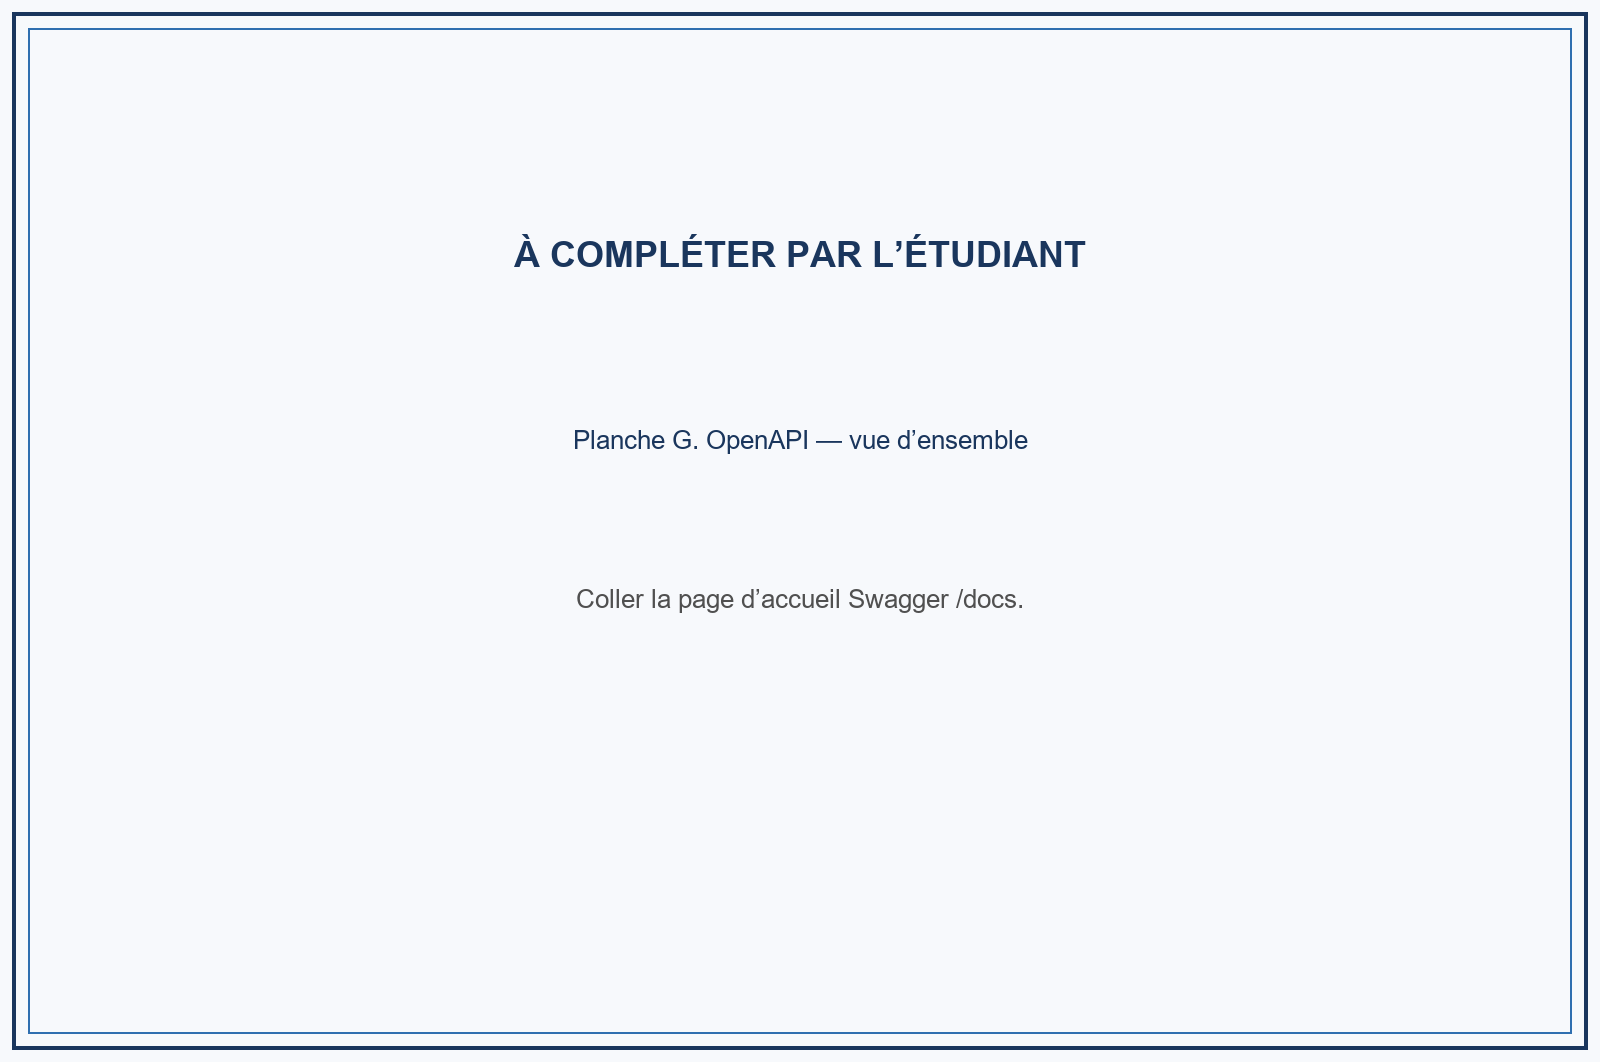 À COMPLÉTER PAR L’ÉTUDIANT
Planche G. OpenAPI — vue d’ensemble
Coller la page d’accueil Swagger /docs.